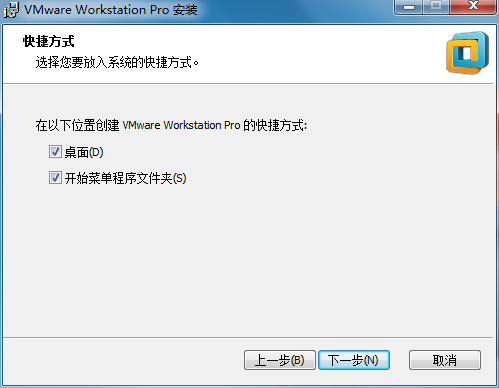 VMware Workstation Pro 安装
快捷方式
选择您要放入系统的快捷方式。
在以下位置创建 VMware Workstation Pro 的快捷方式:
桌面(D)
开始菜单程序文件夹(S)
上一步(B) 下一步(N) 取消